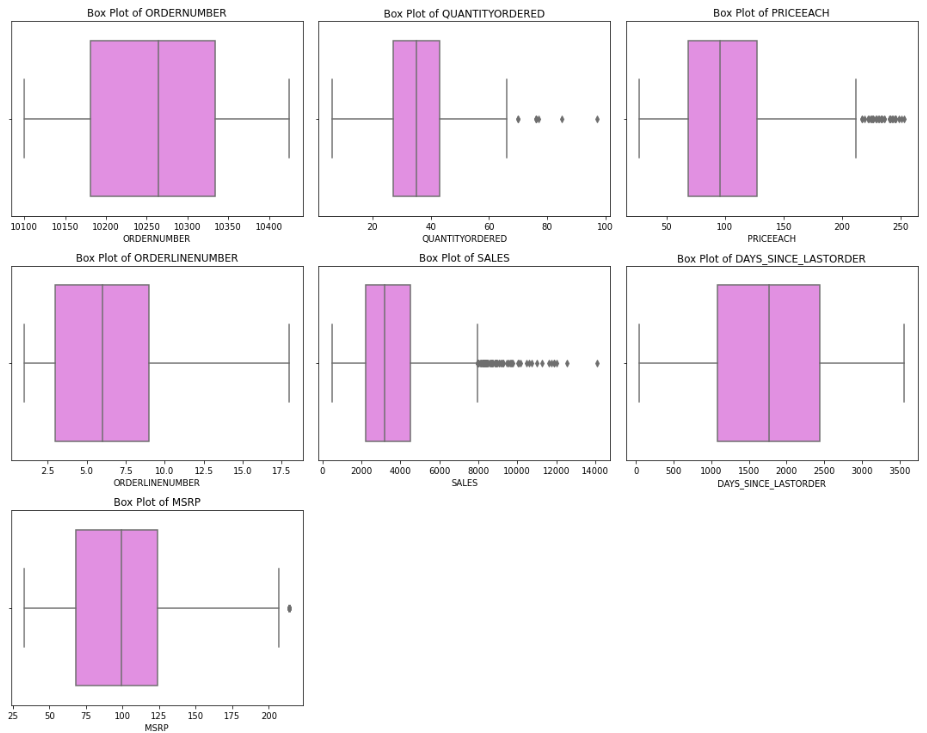 Box Plot of ORDERNUMBER
10100 10150 10200 10250 10300 10350 10400
ORDERNUMBER
Box Plot of QUANTITYORDERED
20 40 60 80 100
QUANTITYORDERED
Box Plot of PRICEEACH
50 100 150 200 250
PRICEEACH
Box Plot of ORDERLINENUMBER
2.5 5.0 7.5 10.0 12.5 15.0 17.5
ORDERLINENUMBER
Box Plot of SALES
0 2000 4000 6000 8000 10000 12000 14000
SALES
Box Plot of DAYS_SINCE_LASTORDER
0 500 1000 1500 2000 2500 3000 3500
DAYS_SINCE_LASTORDER
Box Plot of MSRP
25 50 75 100 125 150 175 200
MSRP